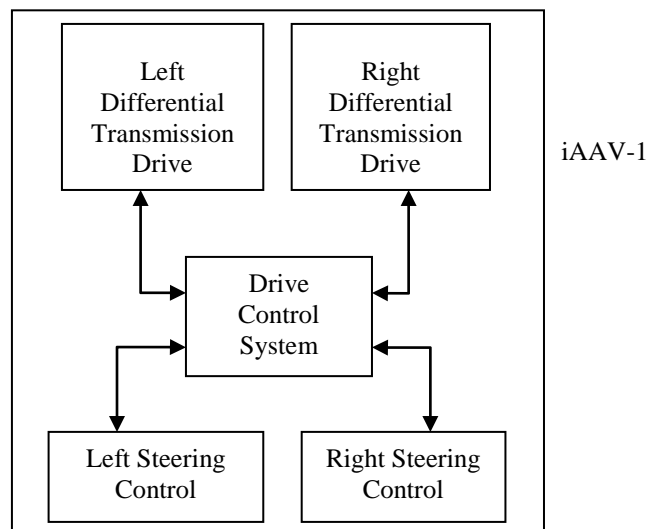 Left
Differential
Transmission
Drive
Right
Differential
Transmission
Drive
iAAV-1
Drive
Control
System
Left Steering
Control
Right Steering
Control